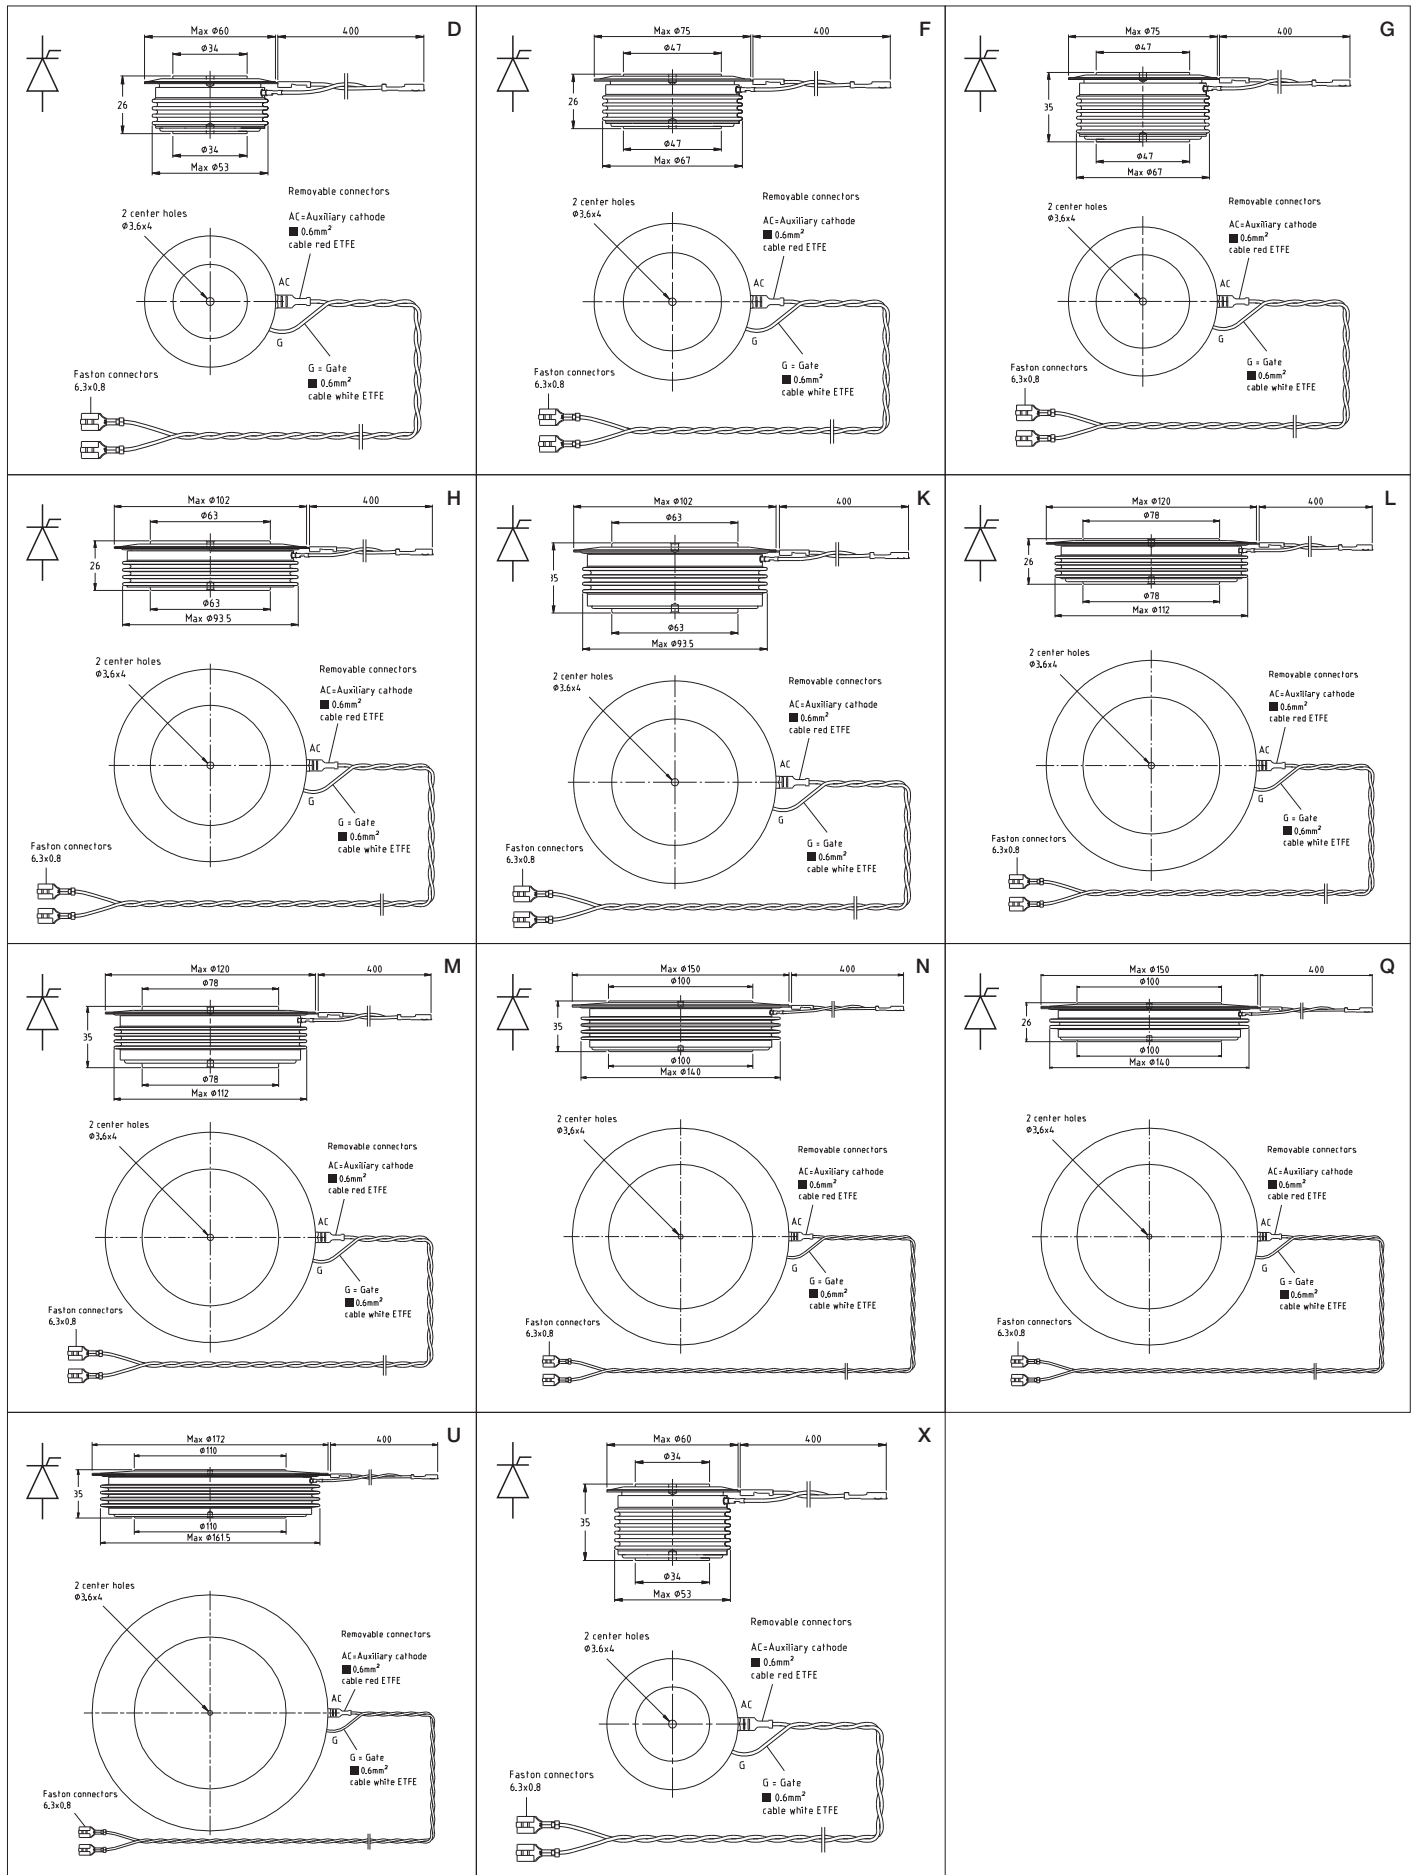 D
Max Ø60
400
Ø34
26
Ø34
Max Ø53
Removable connectors
2 center holes
Ø3.6x4
AC=Auxiliary cathode
0.6mm²
cable red ETFE
AC
G
G = Gate
0.6mm²
cable white ETFE
Faston connectors
6.3x0.8
F
Max Ø75
400
Ø47
26
Ø47
Max Ø67
Removable connectors
2 center holes
Ø3.6x4
AC=Auxiliary cathode
0.6mm²
cable red ETFE
AC
G
G = Gate
0.6mm²
cable white ETFE
Faston connectors
6.3x0.8
G
Max Ø75
400
Ø47
35
Ø47
Max Ø67
Removable connectors
2 center holes
Ø3.6x4
AC=Auxiliary cathode
0.6mm²
cable red ETFE
AC
G
G = Gate
0.6mm²
cable white ETFE
Faston connectors
6.3x0.8
H
Max Ø102
400
Ø63
26
Ø63
Max Ø93.5
2 center holes
Ø3.6x4
Removable connectors
AC=Auxiliary cathode
0.6mm²
cable red ETFE
AC
G
G = Gate
0.6mm²
cable white ETFE
Faston connectors
6.3x0.8
K
Max Ø102
400
Ø63
35
Ø63
Max Ø93.5
2 center holes
Ø3.6x4
Removable connectors
AC=Auxiliary cathode
0.6mm²
cable red ETFE
AC
G
G = Gate
0.6mm²
cable white ETFE
Faston connectors
6.3x0.8
L
Max Ø120
400
Ø78
26
Ø78
Max Ø112
2 center holes
Ø3.6x4
Removable connectors
AC=Auxiliary cathode
0.6mm²
cable red ETFE
AC
G
G = Gate
0.6mm²
cable white ETFE
Faston connectors
6.3x0.8
M
Max Ø120
400
Ø78
35
Ø78
Max Ø112
2 center holes
Ø3.6x4
Removable connectors
AC=Auxiliary cathode
0.6mm²
cable red ETFE
AC
G
G = Gate
0.6mm²
cable white ETFE
Faston connectors
6.3x0.8
N
Max Ø150
400
Ø100
35
Ø100
Max Ø140
2 center holes
Ø3.6x4
Removable connectors
AC=Auxiliary cathode
0.6mm²
cable red ETFE
AC
G
G = Gate
0.6mm²
cable white ETFE
Faston connectors
6.3x0.8
Q
Max Ø150
400
Ø100
26
Ø100
Max Ø140
2 center holes
Ø3.6x4
Removable connectors
AC=Auxiliary cathode
0.6mm²
cable red ETFE
AC
G
G = Gate
0.6mm²
cable white ETFE
Faston connectors
6.3x0.8
U
Max Ø172
400
Ø110
35
Ø110
Max Ø161.5
2 center holes
Ø3.6x4
Removable connectors
AC=Auxiliary cathode
0.6mm²
cable red ETFE
AC
G
G = Gate
0.6mm²
cable white ETFE
Faston connectors
6.3x0.8
X
Max Ø60
400
Ø34
35
Ø34
Max Ø53
Removable connectors
2 center holes
Ø3.6x4
AC=Auxiliary cathode
0.6mm²
cable red ETFE
AC
G
G = Gate
0.6mm²
cable white ETFE
Faston connectors
6.3x0.8